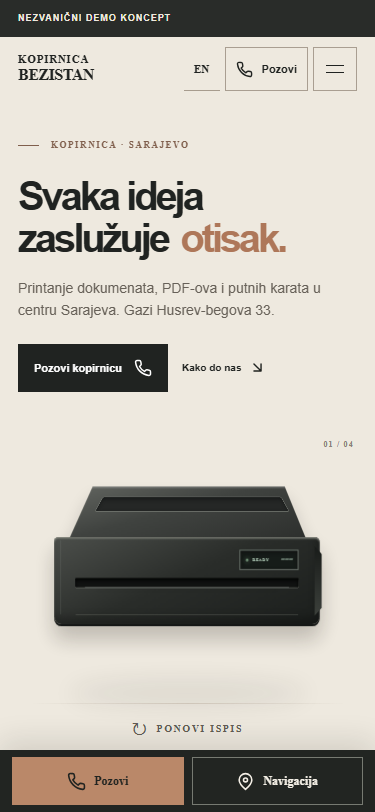 NEZVANIČNI DEMO KONCEPT
KOPIRNICA
BEZISTAN
EN
Pozovi
KOPIRNICA · SARAJEVO
Svaka ideja
zaslužuje otisak.
Printanje dokumenata, PDF-ova i putnih karata u
centru Sarajeva. Gazi Husrev-begova 33.
Pozovi kopirnicu
Kako do nas
01 / 04
READY
PONOVI ISPIS
Pozovi
Navigacija